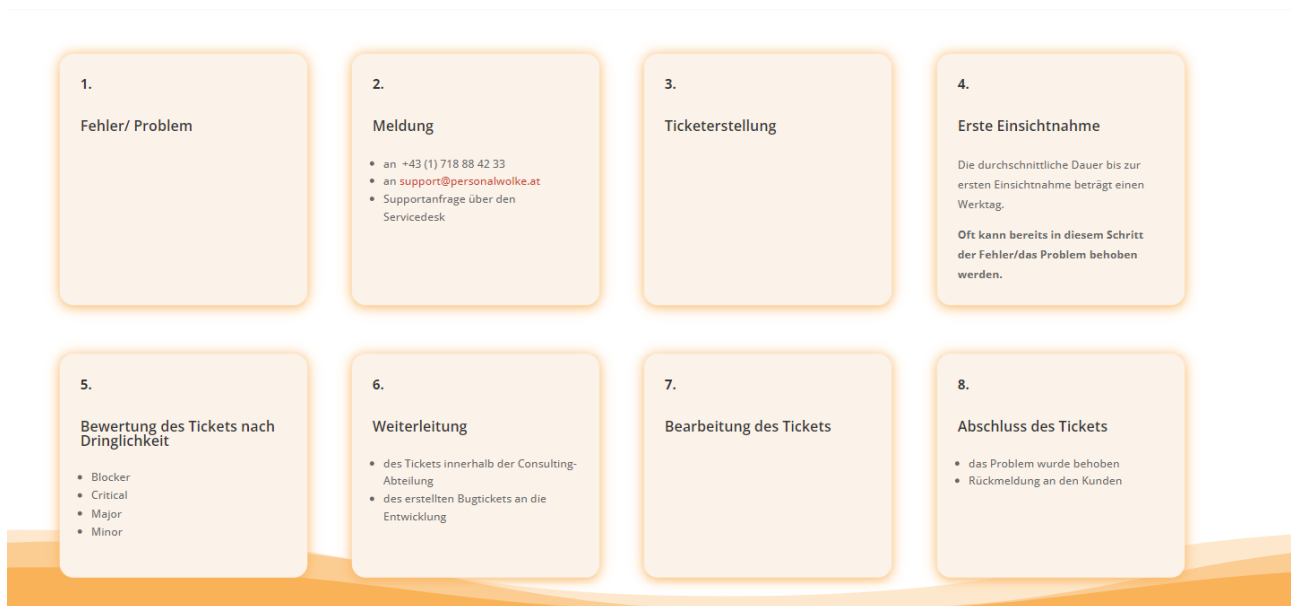 1.
Fehler/ Problem
2.
Meldung
• an +43 (1) 718 88 42 33
• an support@personalwolke.at
• Supportanfrage über den
Servicedesk
3.
Ticketerstellung
4.
Erste Einsichtnahme
Die durchschnittliche Dauer bis zur
ersten Einsichtnahme beträgt einen
Werktag.
Oft kann bereits in diesem Schritt
der Fehler/das Problem behoben
werden.
5.
Bewertung des Tickets nach
Dringlichkeit
• Blocker
• Critical
• Major
• Minor
6.
Weiterleitung
• des Tickets innerhalb der Consulting-
Abteilung
• des erstellten Bugtickets an die
Entwicklung
7.
Bearbeitung des Tickets
8.
Abschluss des Tickets
• das Problem wurde behoben
• Rückmeldung an den Kunden